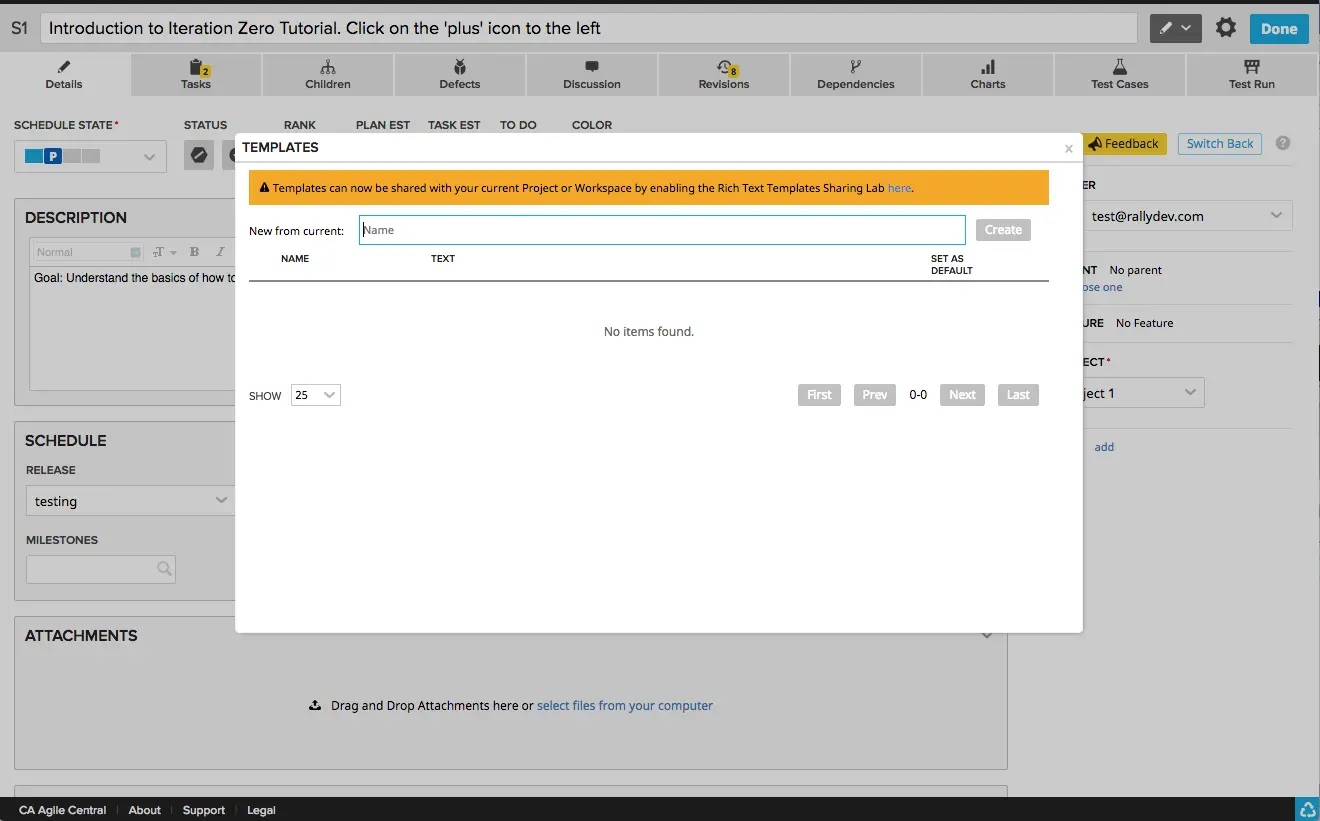 S1 Introduction to Iteration Zero Tutorial. Click on the 'plus' icon to the left Done
Details
2
Tasks
Children
Defects
Discussion
8
Revisions
Dependencies
Charts
Test Cases
Test Run
SCHEDULE STATE*
STATUS
RANK
PLAN EST
TASK EST
TO DO
COLOR
P
Feedback
Switch Back
?
TEMPLATES
×
Templates can now be shared with your current Project or Workspace by enabling the Rich Text Templates Sharing Lab here.
New from current:
Name
Create
NAME
TEXT
SET AS
DEFAULT
No items found.
SHOW
25
First
Prev
0-0
Next
Last
ER
test@rallydev.com
NT No parent
ose one
URE No Feature
ECT*
ject 1
add
DESCRIPTION
Normal
тT
B
I
Goal: Understand the basics of how to
SCHEDULE
RELEASE
testing
MILESTONES
ATTACHMENTS
Drag and Drop Attachments here or select files from your computer
CA Agile Central
About
Support
Legal